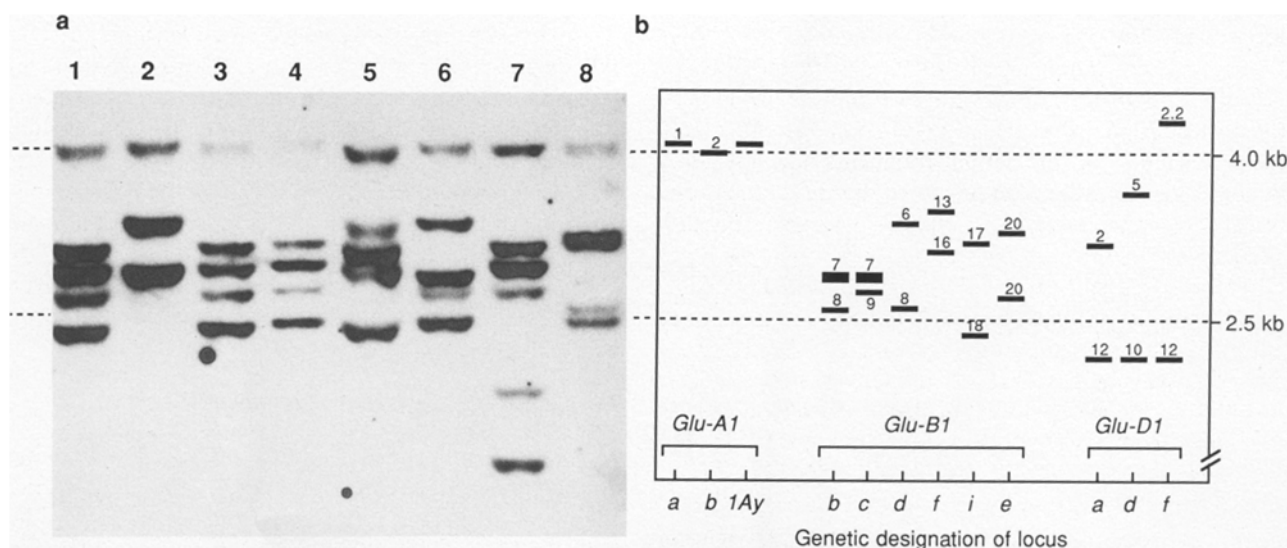 a
1 2 3 4 5 6 7 8
b
2.2
1 2
4.0 kb
5
13
6
20
17
2
16
7 7
20
8 9 8
2.5 kb
18
12 10 12
Glu-A1 Glu-B1 Glu-D1
a b 1Ay b c d f i e a d f
Genetic designation of locus